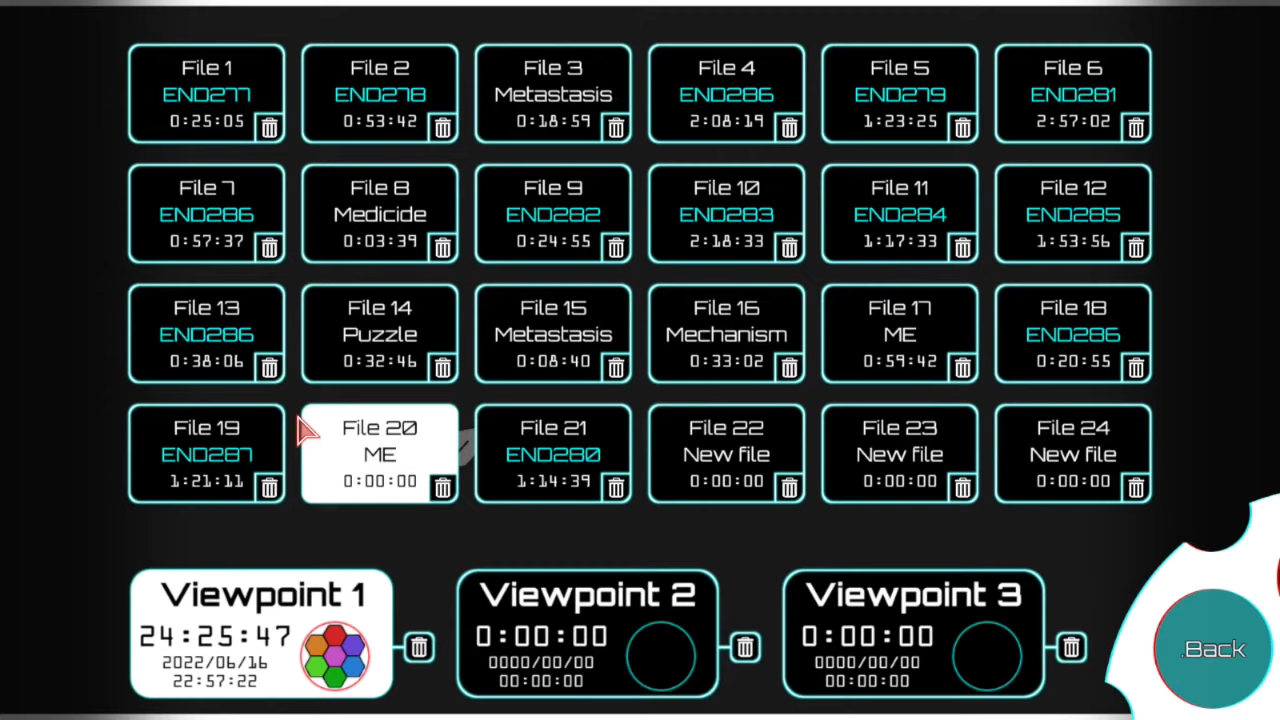 File 1
END277
0:25:05
File 2
END278
0:53:42
File 3
Metastasis
0:18:59
File 4
END286
2:08:19
File 5
END279
1:23:25
File 6
END281
2:57:02
File 7
END286
0:57:37
File 8
Medicide
0:03:39
File 9
END282
0:24:55
File 10
END283
2:18:33
File 11
END284
1:17:33
File 12
END285
1:53:56
File 13
END286
0:38:06
File 14
Puzzle
0:32:46
File 15
Metastasis
0:08:40
File 16
Mechanism
0:33:02
File 17
ME
0:59:42
File 18
END286
0:20:55
File 19
END287
1:21:11
File 20
ME
0:00:00
File 21
END280
1:14:39
File 22
New file
0:00:00
File 23
New file
0:00:00
File 24
New file
0:00:00
Viewpoint 1
24:25:47
2022/06/16
22:57:22
Viewpoint 2
0:00:00
0000/00/00
00:00:00
Viewpoint 3
0:00:00
0000/00/00
00:00:00
.Back